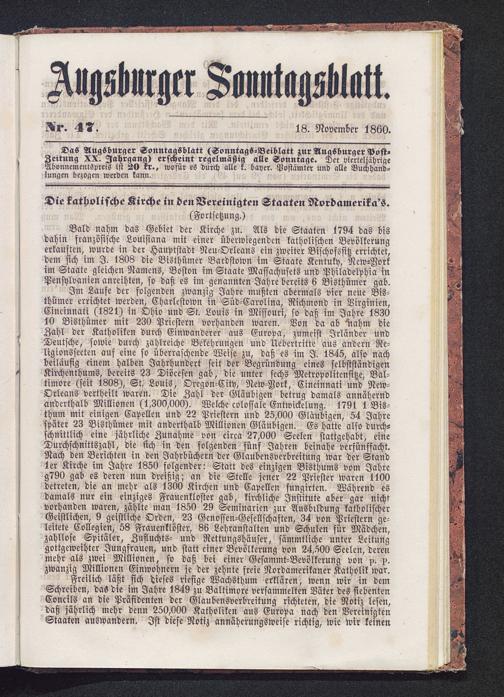 Augsburger Sonntagsblatt.
Nr. 47. 18. November 1860.
Das Augsburger Sonntagsblatt (Sonntags-Beiblatt zur Augsburger Post-
Zeitung XX. Jahrgang) erscheint regelmäßig alle Sonntage. Der vierteljährige
Abonnementspreis ist 20 kr., wofür es durch alle k. bayer. Postämter und alle Buchhand-
lungen bezogen werden kann.
Die katholische Kirche in den Vereinigten Staaten Nordamerika's.
(Fortsetzung.)
Bald nahm das Gebiet der Kirche zu. Als die Staaten 1794 das bis
dahin französische Louisiana mit einer überwiegenden katholischen Bevölkerung
erkauften, wurde in der Hauptstadt Neu-Orleans ein zweiter Bischofssitz errichtet,
dem sich im J. 1808 die Bisthümer Bardstown im Staate Kentuky, New-York
im Staate gleichen Namens, Boston im Staate Massachusets und Philadelphia in
Pensylvanien anreihten, so daß es im genannten Jahre bereits 6 Bisthümer gab.
Im Laufe der folgenden zwanzig Jahre mußten abermals vier neue Bis-
thümer errichtet werden, Charlestown in Süd-Carolina, Richmond in Virginien,
Cincinnati (1821) in Ohio und St. Louis in Missouri, so daß im Jahre 1830
10 Bisthümer mit 230 Priestern vorhanden waren. Von da ab nahm die
Zahl der Katholiken durch Einwanderer aus Europa, zumeist Irländer und
Deutsche, sowie durch zahlreiche Bekehrungen und Uebertritte aus andern Re-
ligionssecten auf eine so überraschende Weise zu, daß es im J. 1845, also nach
beiläufig einem halben Jahrhundert seit der Begründung eines selbstständigen
Kirchenthums, bereits 23 Diöcesen gab, die unter sechs Metropolitensitze, Bal-
timore (seit 1808), St. Louis, Oregon-City, New-York, Cincinnati und New-
Orleans vertheilt waren. Die Zahl der Gläubigen betrug damals annähernd
anderthalb Millionen (1,300,000). Welche colossale Entwickelung. 1791 1 Bis-
thum mit einigen Capellen und 22 Priestern und 25,000 Gläubigen, 54 Jahre
später 23 Bisthümer mit anderthalb Millionen Gläubigen. Es hatte also durch-
schnittlich eine jährliche Zunahme von circa 27,000 Seelen stattgehabt, eine
Durchschnittszahl, die sich in den folgenden fünf Jahren beinahe verfünffacht.
Nach den Berichten in den Jahrbüchern der Glaubensverbreitung war der Stand
der Kirche im Jahre 1850 folgender: Statt des einzigen Bisthums vom Jahre
1790 gab es deren nun dreißig; an die Stelle jener 22 Priester waren 1100
getreten, die an mehr als 1300 Kirchen und Capellen fungirten. Während es
damals nur ein einziges Frauenkloster gab, kirchliche Institute aber gar nicht
vorhanden waren, zählte man 1850 29 Seminarien zur Ausbildung katholischer
Geistlichen, 9 geistliche Orden, 23 Genossen-Gesellschaften, 34 von Priestern ge-
leitete Collegien, 58 Frauenklöster, 86 Lehranstalten und Schulen für Mädchen,
zahllose Spitäler, Zufluchts- und Rettungshäuser, sämmtliche unter Leitung
gottgeweihter Jungfrauen, und statt einer Bevölkerung von 24,500 Seelen, deren
mehr als zwei Millionen, so daß bei einer Gesammt-Bevölkerung von p. p.
zwanzig Millionen Einwohnern je der zehnte freie Nordamerikaner Katholik war.
Freilich läßt sich dieses riesige Wachsthum erklären, wenn wir in dem
Schreiben, das die im Jahre 1849 zu Baltimore versammelten Väter des siebenten
Concils an die Präsidenten der Glaubensverbreitung richteten, die Notiz lesen,
daß jährlich mehr denn 250,000 Katholiken aus Europa nach den Vereinigten
Staaten auswandern. Ist diese Notiz annäherungsweise richtig, wie wir keinen